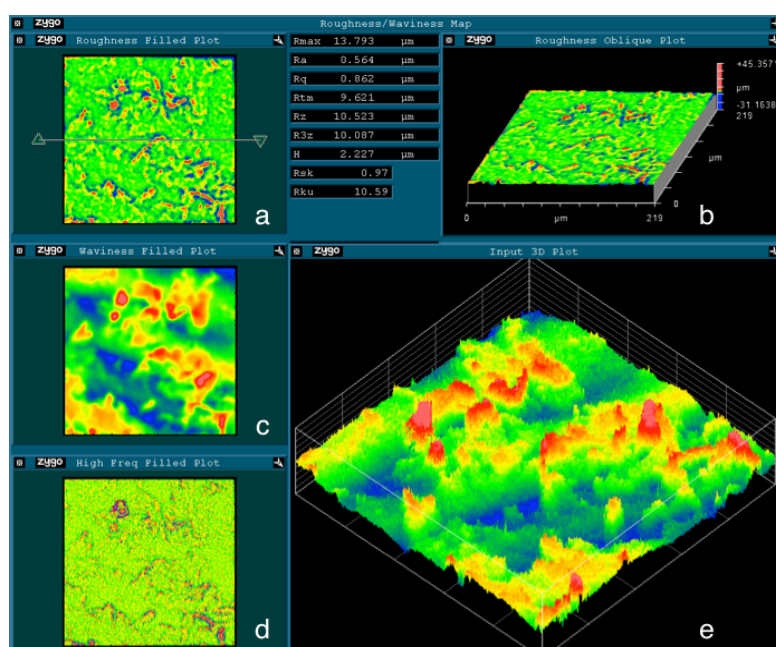 zygo Roughness/Waviness Map
zygo Roughness Filled Plot
a
Rmax 13.793 µm
Ra 0.564 µm
Rq 0.862 µm
Rtm 9.621 µm
Rz 10.523 µm
R3z 10.087 µm
H 2.227 µm
Rsk 0.97
Rku 10.59
zygo Roughness Oblique Plot
+45.3571
µm
-31.1638
219
µm
0
0 µm 219
b
zygo Waviness Filled Plot
c
zygo High Freq Filled Plot
d
zygo Input 3D Plot
e